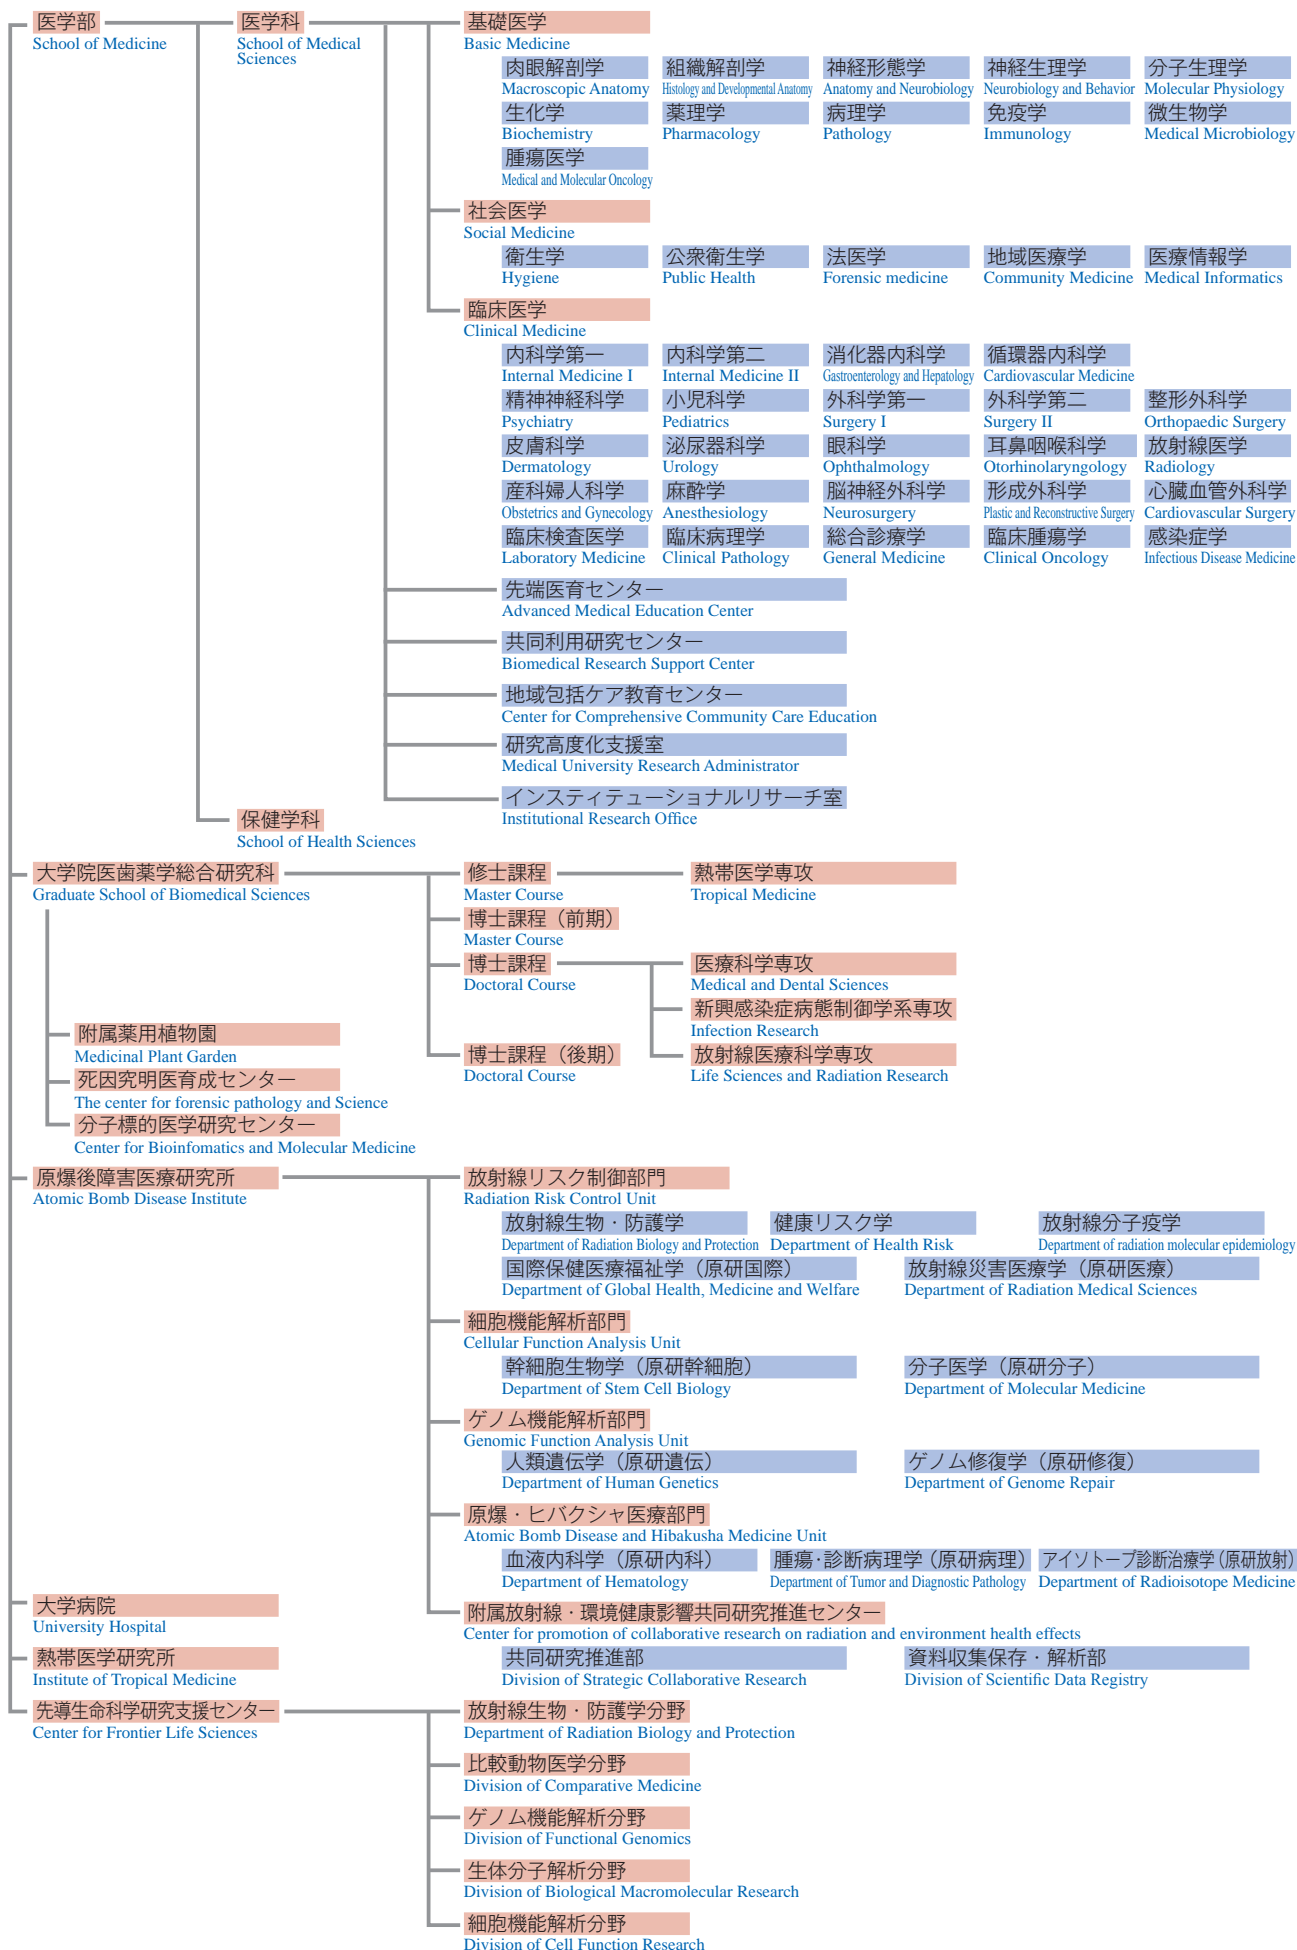 医学部
School of Medicine
医学科
School of Medical
Sciences
基礎医学
Basic Medicine
肉眼解剖学 組織解剖学 神経形態学 神経生理学 分子生理学
Macroscopic Anatomy Histology and Developmental Anatomy Anatomy and Neurobiology Neurobiology and Behavior Molecular Physiology
生化学 薬理学 病理学 免疫学 微生物学
Biochemistry Pharmacology Pathology Immunology Medical Microbiology
腫瘍医学
Medical and Molecular Oncology
社会医学
Social Medicine
衛生学 公衆衛生学 法医学 地域医療学 医療情報学
Hygiene Public Health Forensic medicine Community Medicine Medical Informatics
臨床医学
Clinical Medicine
内科学第一 内科学第二 消化器内科学 循環器内科学
Internal Medicine I Internal Medicine II Gastroenterology and Hepatology Cardiovascular Medicine
精神神経科学 小児科学 外科学第一 外科学第二 整形外科学
Psychiatry Pediatrics Surgery I Surgery II Orthopaedic Surgery
皮膚科学 泌尿器科学 眼科学 耳鼻咽喉科学 放射線医学
Dermatology Urology Ophthalmology Otorhinolaryngology Radiology
産科婦人科学 麻酔学 脳神経外科学 形成外科学 心臓血管外科学
Obstetrics and Gynecology Anesthesiology Neurosurgery Plastic and Reconstructive Surgery Cardiovascular Surgery
臨床検査医学 臨床病理学 総合診療学 臨床腫瘍学 感染症学
Laboratory Medicine Clinical Pathology General Medicine Clinical Oncology Infectious Disease Medicine
先端医育センター
Advanced Medical Education Center
共同利用研究センター
Biomedical Research Support Center
地域包括ケア教育センター
Center for Comprehensive Community Care Education
研究高度化支援室
Medical University Research Administrator
インスティテューショナルリサーチ室
Institutional Research Office
保健学科
School of Health Sciences
大学院医歯薬学総合研究科
Graduate School of Biomedical Sciences
修士課程 熱帯医学専攻
Master Course Tropical Medicine
博士課程（前期）
Master Course
博士課程 医療科学専攻
Doctoral Course Medical and Dental Sciences
新興感染症病態制御学系専攻
Infection Research
博士課程（後期） 放射線医療科学専攻
Doctoral Course Life Sciences and Radiation Research
附属薬用植物園
Medicinal Plant Garden
死因究明医育成センター
The center for forensic pathology and Science
分子標的医学研究センター
Center for Bioinfomatics and Molecular Medicine
原爆後障害医療研究所
Atomic Bomb Disease Institute
放射線リスク制御部門
Radiation Risk Control Unit
放射線生物・防護学 健康リスク学 放射線分子疫学
Department of Radiation Biology and Protection Department of Health Risk Department of radiation molecular epidemiology
国際保健医療福祉学（原研国際） 放射線災害医療学（原研医療）
Department of Global Health, Medicine and Welfare Department of Radiation Medical Sciences
細胞機能解析部門
Cellular Function Analysis Unit
幹細胞生物学（原研幹細胞） 分子医学（原研分子）
Department of Stem Cell Biology Department of Molecular Medicine
ゲノム機能解析部門
Genomic Function Analysis Unit
人類遺伝学（原研遺伝） ゲノム修復学（原研修復）
Department of Human Genetics Department of Genome Repair
原爆・ヒバクシャ医療部門
Atomic Bomb Disease and Hibakusha Medicine Unit
血液内科学（原研内科） 腫瘍・診断病理学（原研病理） アイソトープ診断治療学（原研放射）
Department of Hematology Department of Tumor and Diagnostic Pathology Department of Radioisotope Medicine
附属放射線・環境健康影響共同研究推進センター
Center for promotion of collaborative research on radiation and environment health effects
共同研究推進部 資料収集保存・解析部
Division of Strategic Collaborative Research Division of Scientific Data Registry
大学病院
University Hospital
熱帯医学研究所
Institute of Tropical Medicine
先導生命科学研究支援センター
Center for Frontier Life Sciences
放射線生物・防護学分野
Department of Radiation Biology and Protection
比較動物医学分野
Division of Comparative Medicine
ゲノム機能解析分野
Division of Functional Genomics
生体分子解析分野
Division of Biological Macromolecular Research
細胞機能解析分野
Division of Cell Function Research